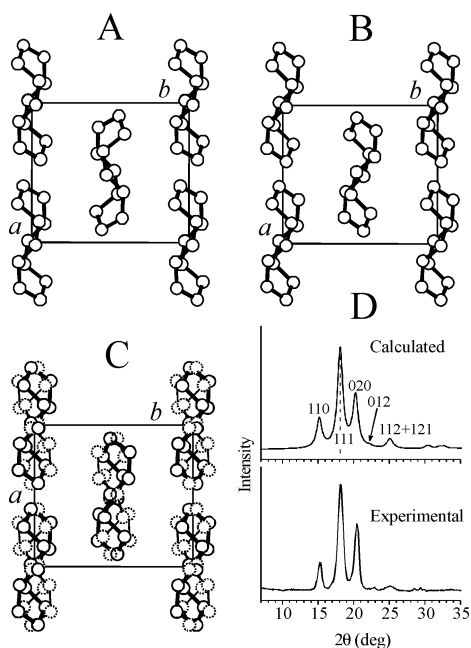 A
B
b
b
a
a
C
D
b
a
Calculated
020
012
110
112+121
111
Intensity
Experimental
10 15 20 25 30 35
2θ (deg)